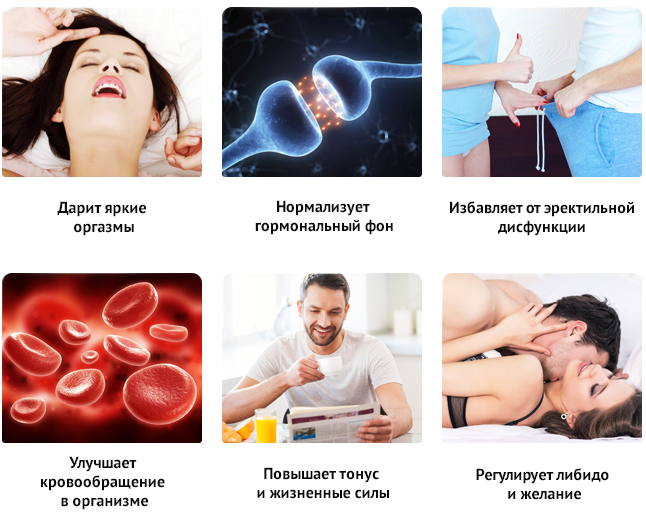 Дарит яркие
оргазмы
Нормализует
гормональный фон
Избавляет от эректильной
дисфункции
Улучшает
кровообращение
в организме
Повышает тонус
и жизненные силы
Регулирует либидо
и желание